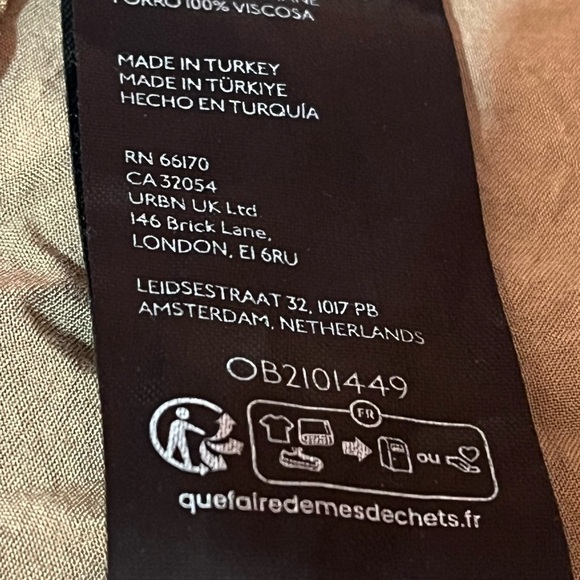 FORRO 100% VISCOSA
MADE IN TURKEY
MADE IN TÜRKIYE
HECHO EN TURQUÍA
RN 66170
CA 32054
URBN UK Ltd
146 Brick Lane,
LONDON, E1 6RU
LEIDSESTRAAT 32, 1017 PB
AMSTERDAM, NETHERLANDS
OB2101449
FR
ou
quefairedemesdechets.fr